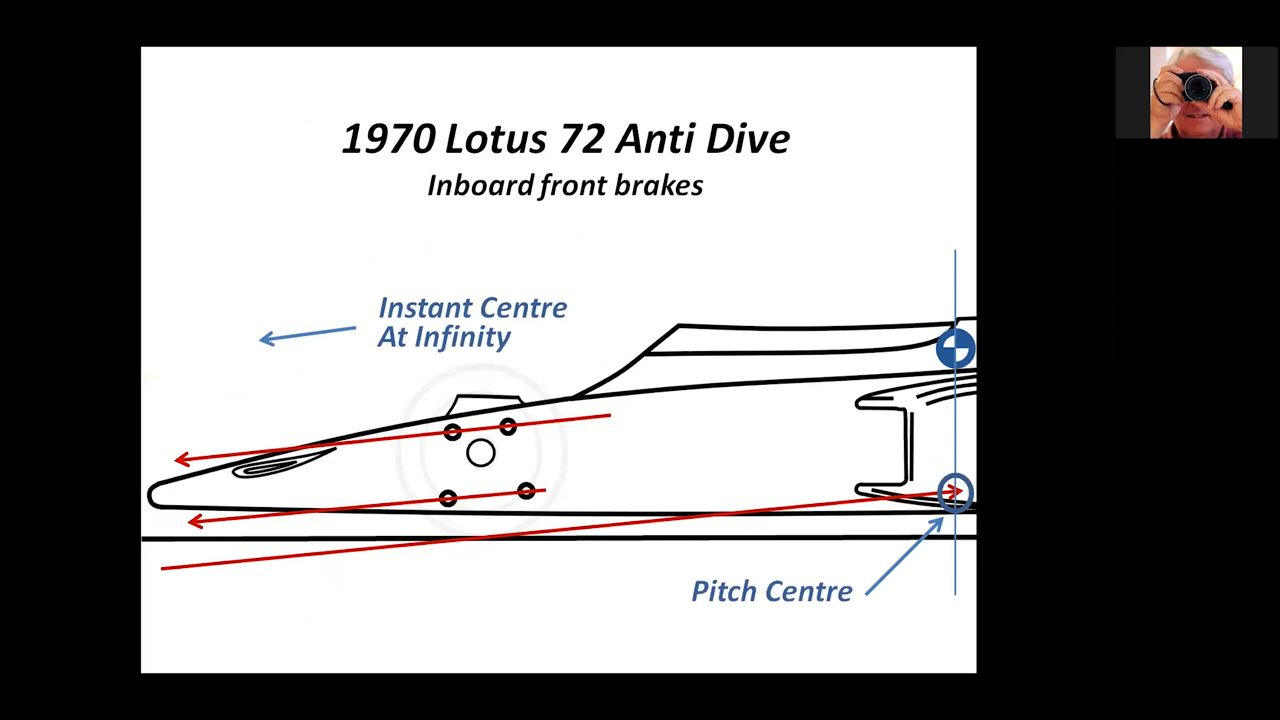 1970 Lotus 72 Anti Dive
Inboard front brakes
Instant Centre
At Infinity
Pitch Centre